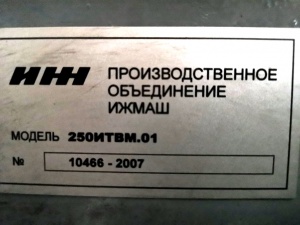 ИЖ ПРОИЗВОДСТВЕННОЕ
ОБЪЕДИНЕНИЕ
ИЖМАШ
МОДЕЛЬ 250ИТВМ.01
№ 10466 - 2007